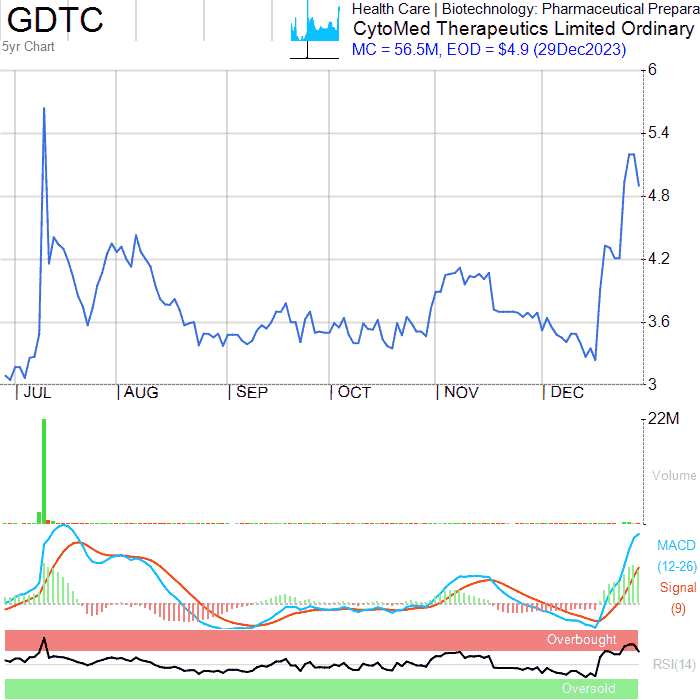 GDTC
Health Care | Biotechnology: Pharmaceutical Prepara
CytoMed Therapeutics Limited Ordinary
5yr Chart
MC = 56.5M, EOD = $4.9 (29Dec2023)
6
5.4
4.8
4.2
3.6
3
JUL
AUG
SEP
OCT
NOV
DEC
22M
Volume
MACD
(12-26)
Signal
(9)
Overbought
RSI(14)
Oversold